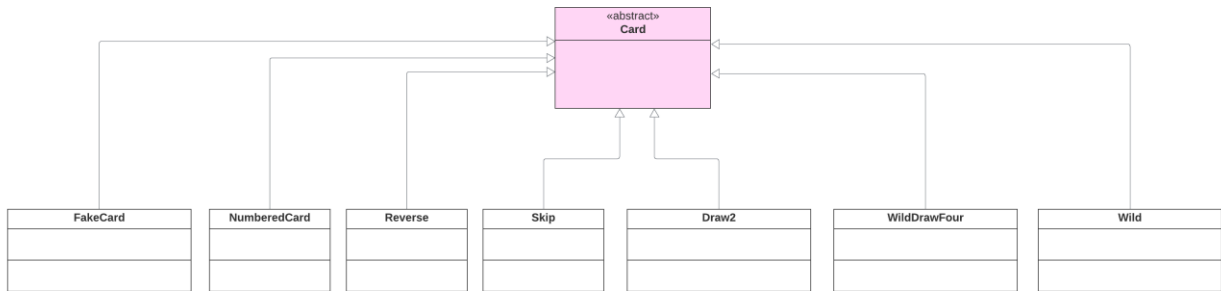 «abstract»
Card
FakeCard
NumberedCard
Reverse
Skip
Draw2
WildDrawFour
Wild